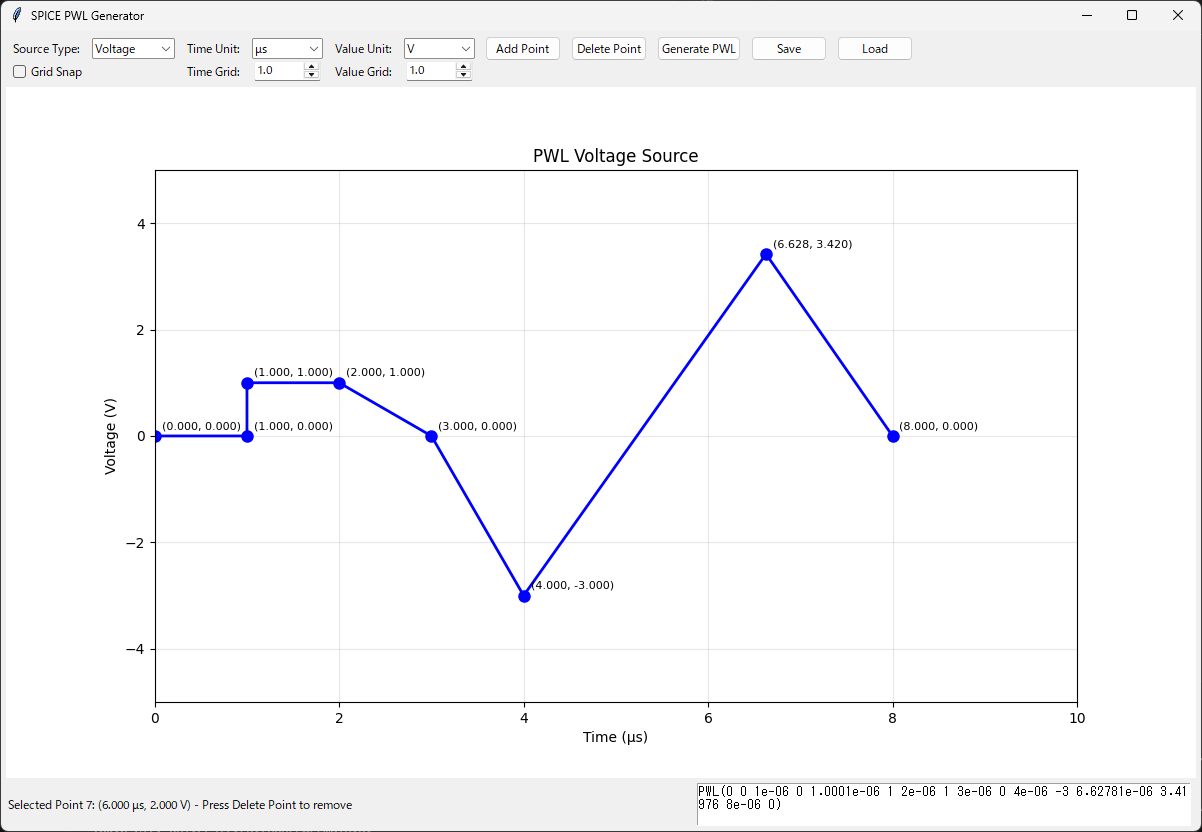 SPICE PWL Generator
Source Type: Voltage Time Unit: µs Value Unit: V Add Point Delete Point Generate PWL Save Load
Grid Snap Time Grid: 1.0 Value Grid: 1.0
PWL Voltage Source
4
(6.628, 3.420)
2
(1.000, 1.000) (2.000, 1.000)
(0.000, 0.000) (1.000, 0.000) (3.000, 0.000) (8.000, 0.000)
0
Voltage (V)
−2
(4.000, -3.000)
−4
0 2 4 6 8 10
Time (µs)
Selected Point 7: (6.000 µs, 2.000 V) - Press Delete Point to remove
PWL(0 0 1e-06 0 1.0001e-06 1 2e-06 1 3e-06 0 4e-06 -3 6.62781e-06 3.41
976 8e-06 0)